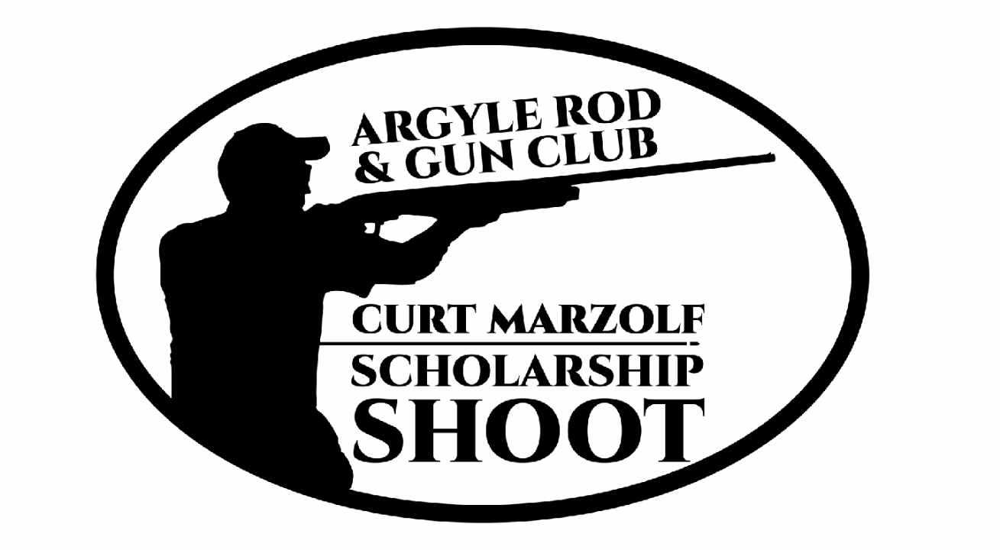 ARGYLE ROD
& GUN CLUB
CURT MARZOLF
SCHOLARSHIP
SHOOT